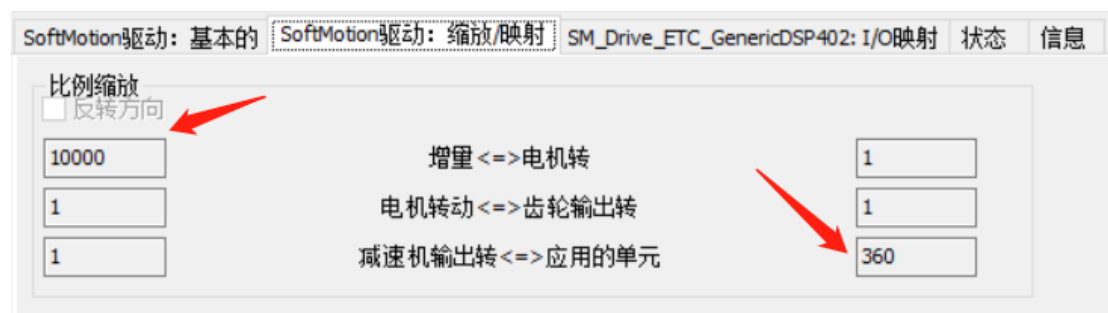 SoftMotion驱动：基本的 SoftMotion驱动：缩放/映射 SM_Drive_ETC_GenericDSP402: I/O映射 状态 信息
比例缩放
反转方向
10000 增量<=>电机转 1
1 电机转动<=>齿轮输出转 1
1 减速机输出转<=>应用的单元 360